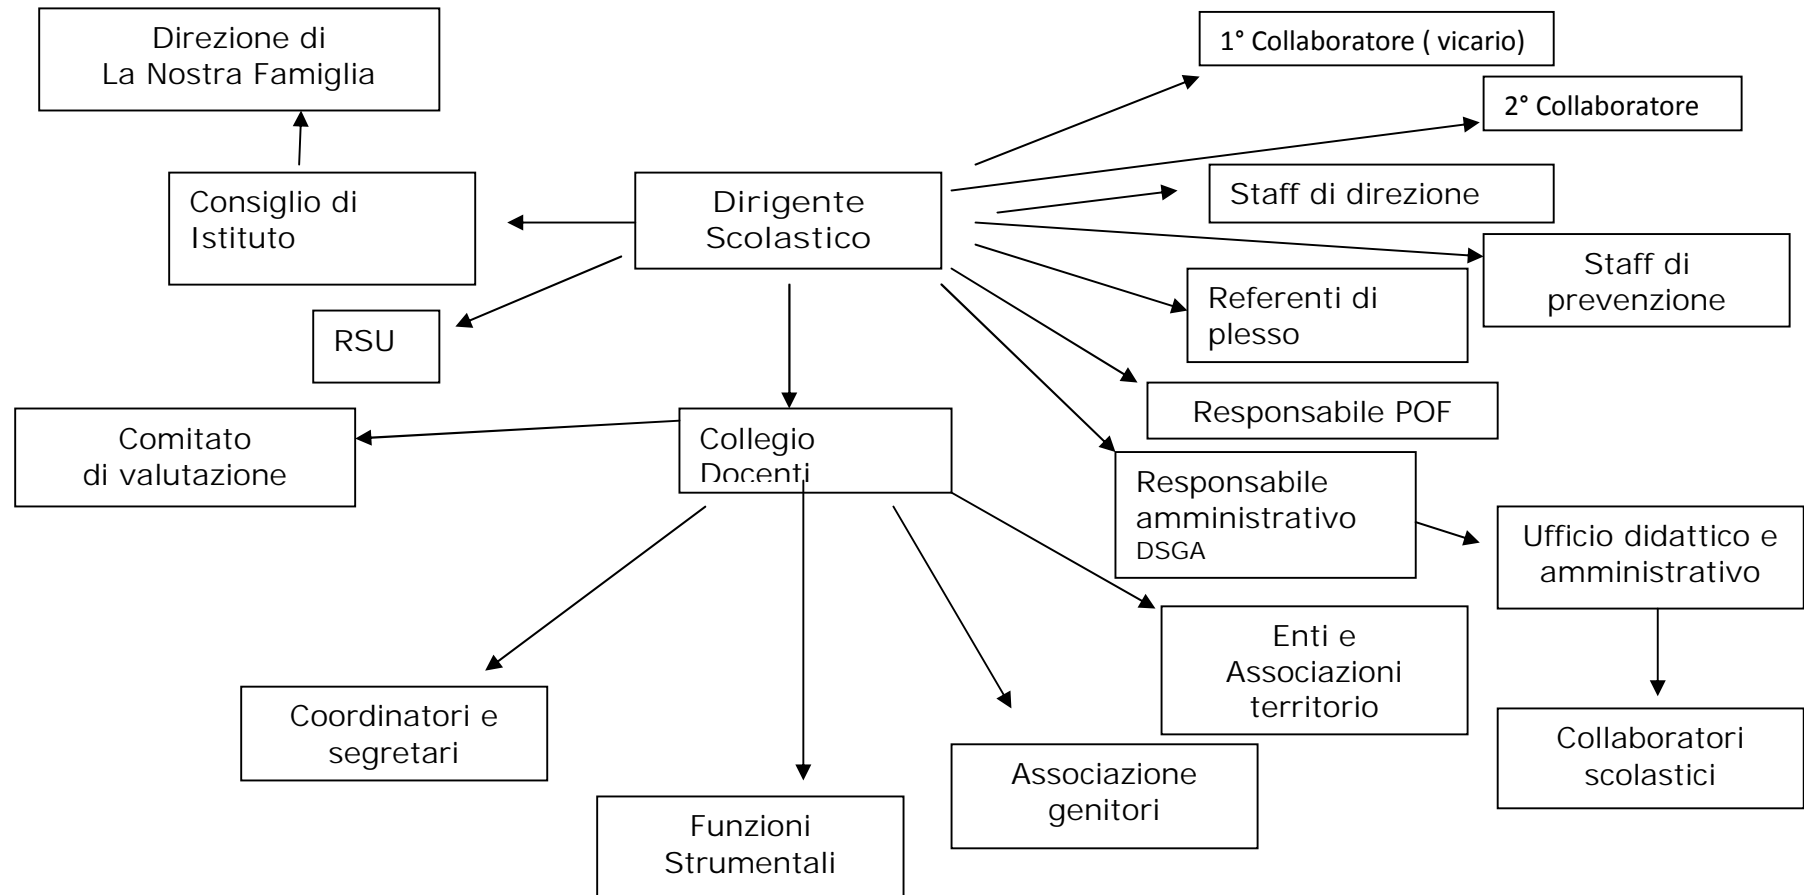 Direzione di
La Nostra Famiglia
1° Collaboratore ( vicario)
2° Collaboratore
Consiglio di
Istituto
Dirigente
Scolastico
Staff di direzione
Staff di
prevenzione
Referenti di
plesso
RSU
Responsabile POF
Comitato
di valutazione
Collegio
Docenti
Responsabile
amministrativo
DSGA
Ufficio didattico e
amministrativo
Enti e
Associazioni
territorio
Coordinatori e
segretari
Collaboratori
scolastici
Associazione
genitori
Funzioni
Strumentali